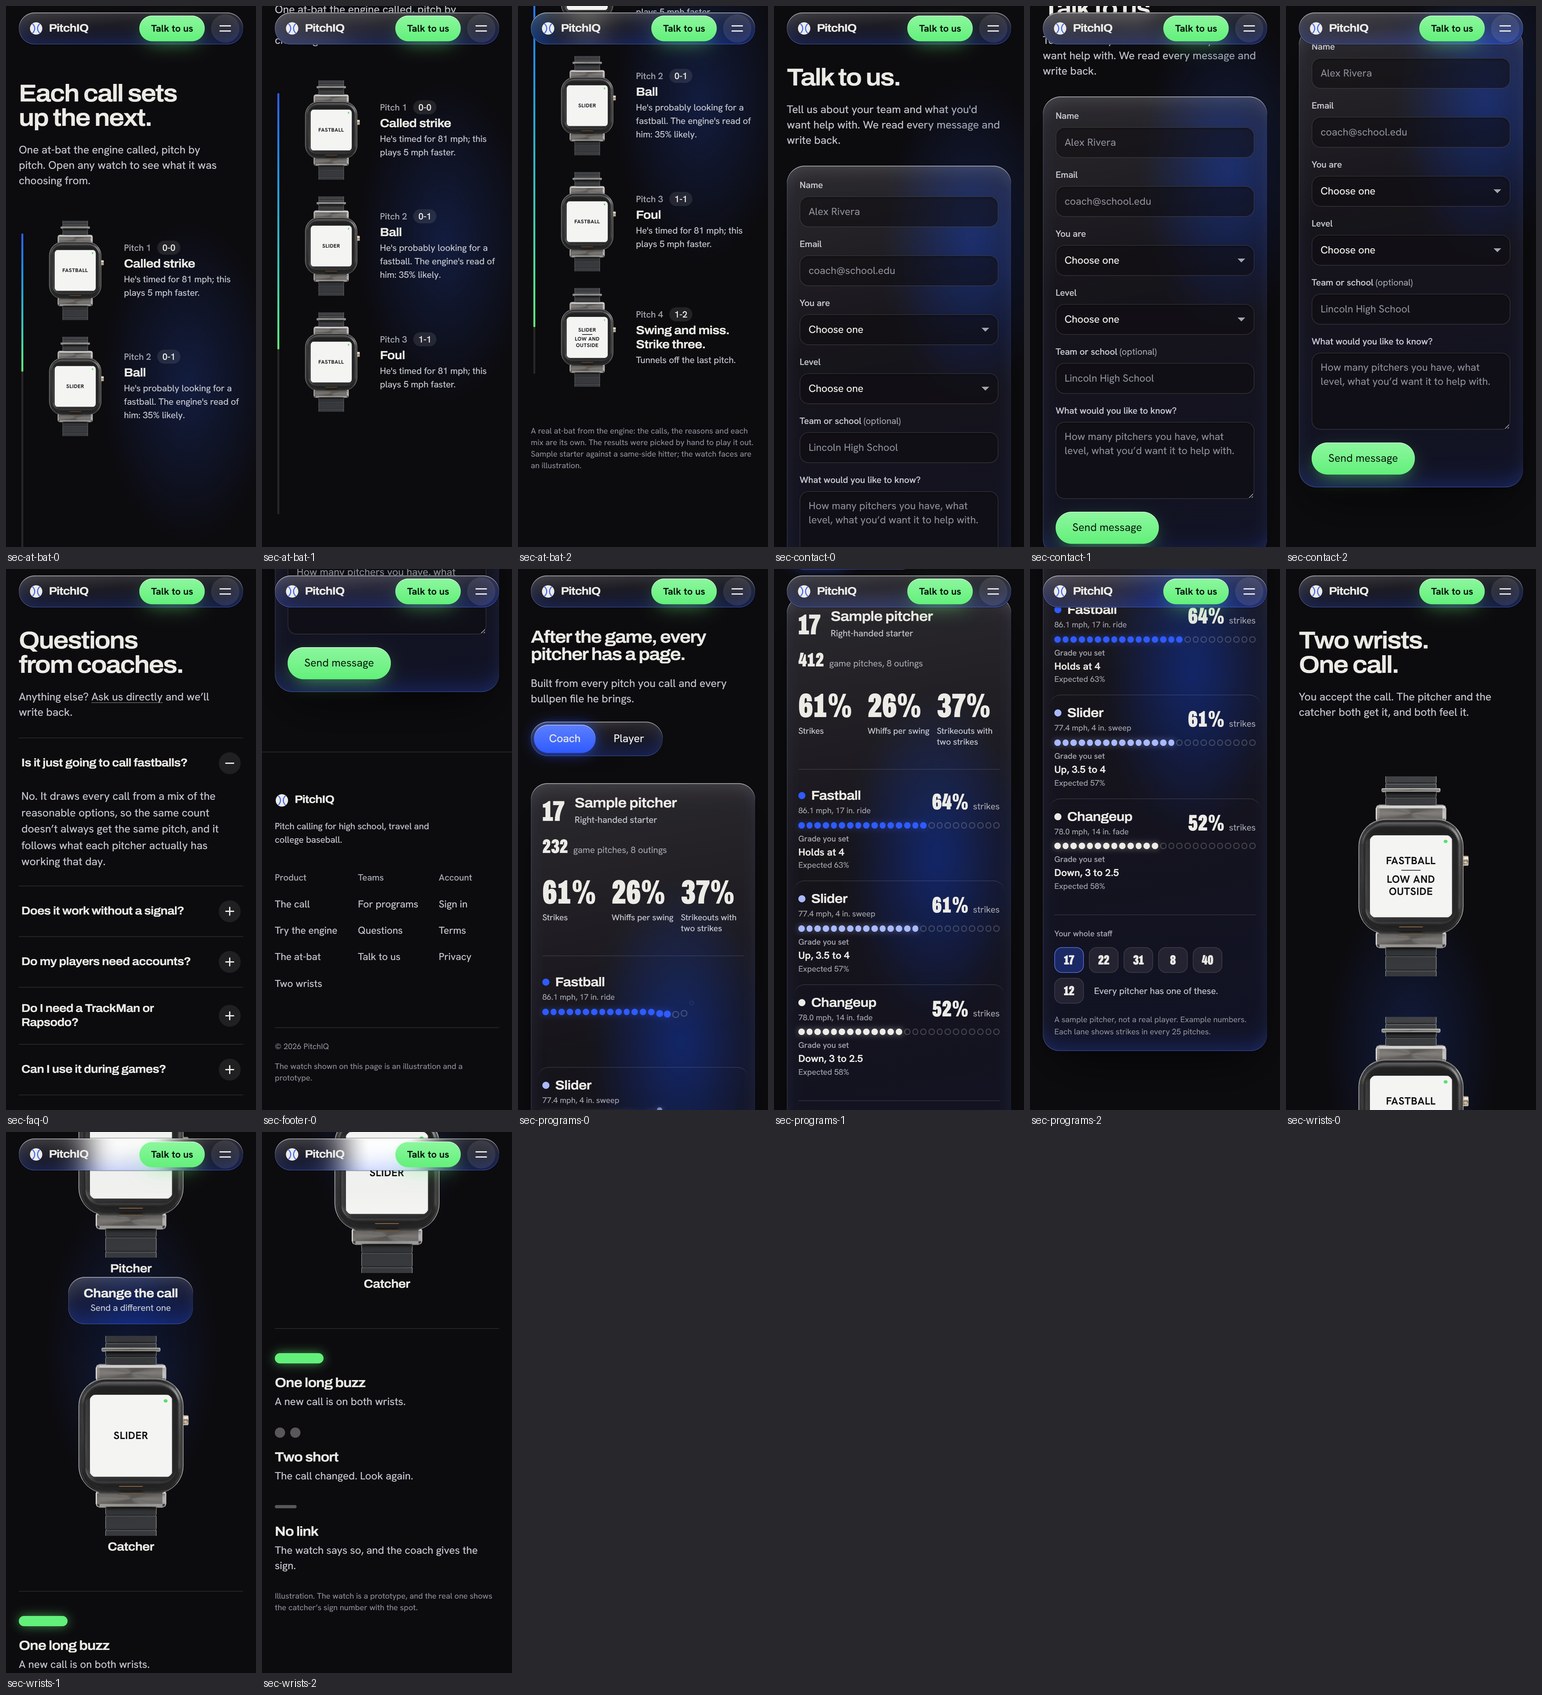 PitchIQ
Talk to us
Each call sets
up the next.
One at-bat the engine called, pitch by
pitch. Open any watch to see what it was
choosing from.
FASTBALL
Pitch 1 0-0
Called strike
He's timed for 81 mph; this
plays 5 mph faster.
SLIDER
Pitch 2 0-1
Ball
He's probably looking for a
fastball. The engine's read of
him: 35% likely.
sec-at-bat-0
One at-bat the engine called, pitch by
PitchIQ
Talk to us
FASTBALL
Pitch 1 0-0
Called strike
He's timed for 81 mph; this
plays 5 mph faster.
SLIDER
Pitch 2 0-1
Ball
He's probably looking for a
fastball. The engine's read of
him: 35% likely.
FASTBALL
Pitch 3 1-1
Foul
He's timed for 81 mph; this
plays 5 mph faster.
sec-at-bat-1
plays 5 mph faster.
PitchIQ
Talk to us
SLIDER
Pitch 2 0-1
Ball
He's probably looking for a
fastball. The engine's read of
him: 35% likely.
FASTBALL
Pitch 3 1-1
Foul
He's timed for 81 mph; this
plays 5 mph faster.
SLIDER
LOW AND
OUTSIDE
Pitch 4 1-2
Swing and miss.
Strike three.
Tunnels off the last pitch.
A real at-bat from the engine: the calls, the reasons and each
mix are its own. The results were picked by hand to play it out.
Sample starter against a same-side hitter; the watch faces are
an illustration.
sec-at-bat-2
PitchIQ
Talk to us
Talk to us.
Tell us about your team and what you'd
want help with. We read every message and
write back.
Name
Alex Rivera
Email
coach@school.edu
You are
Choose one
Level
Choose one
Team or school (optional)
Lincoln High School
What would you like to know?
How many pitchers you have, what
level, what you'd want it to help with.
sec-contact-0
Talk to us.
PitchIQ
Talk to us
want help with. We read every message and
write back.
Name
Alex Rivera
Email
coach@school.edu
You are
Choose one
Level
Choose one
Team or school (optional)
Lincoln High School
What would you like to know?
How many pitchers you have, what
level, what you'd want it to help with.
Send message
sec-contact-1
PitchIQ
Talk to us
Name
Alex Rivera
Email
coach@school.edu
You are
Choose one
Level
Choose one
Team or school (optional)
Lincoln High School
What would you like to know?
How many pitchers you have, what
level, what you'd want it to help with.
Send message
sec-contact-2
PitchIQ
Talk to us
Questions
from coaches.
Anything else? Ask us directly and we'll
write back.
Is it just going to call fastballs?
No. It draws every call from a mix of the
reasonable options, so the same count
doesn't always get the same pitch, and it
follows what each pitcher actually has
working that day.
Does it work without a signal?
Do my players need accounts?
Do I need a TrackMan or
Rapsodo?
Can I use it during games?
sec-faq-0
How many pitchers you have, what
PitchIQ
Talk to us
Send message
PitchIQ
Pitch calling for high school, travel and
college baseball.
Product Teams Account
The call For programs Sign in
Try the engine Questions Terms
The at-bat Talk to us Privacy
Two wrists
© 2026 PitchIQ
The watch shown on this page is an illustration and a
prototype.
sec-footer-0
PitchIQ
Talk to us
After the game, every
pitcher has a page.
Built from every pitch you call and every
bullpen file he brings.
Coach Player
17 Sample pitcher
Right-handed starter
232 game pitches, 8 outings
61% 26% 37%
Strikes Whiffs per swing Strikeouts with
two strikes
Fastball
86.1 mph, 17 in. ride
Slider
77.4 mph, 4 in. sweep
sec-programs-0
PitchIQ
Talk to us
17 Sample pitcher
Right-handed starter
412 game pitches, 8 outings
61% 26% 37%
Strikes Whiffs per swing Strikeouts with
two strikes
Fastball
86.1 mph, 17 in. ride
64% strikes
Grade you set
Holds at 4
Expected 63%
Slider
77.4 mph, 4 in. sweep
61% strikes
Grade you set
Up, 3.5 to 4
Expected 57%
Changeup
78.0 mph, 14 in. fade
52% strikes
Grade you set
Down, 3 to 2.5
Expected 58%
sec-programs-1
PitchIQ
Talk to us
Fastball
86.1 mph, 17 in. ride
64% strikes
Grade you set
Holds at 4
Expected 63%
Slider
77.4 mph, 4 in. sweep
61% strikes
Grade you set
Up, 3.5 to 4
Expected 57%
Changeup
78.0 mph, 14 in. fade
52% strikes
Grade you set
Down, 3 to 2.5
Expected 58%
Your whole staff
17 22 31 8 40
12 Every pitcher has one of these.
A sample pitcher, not a real player. Example numbers.
Each lane shows strikes in every 25 pitches.
sec-programs-2
PitchIQ
Talk to us
Two wrists.
One call.
You accept the call. The pitcher and the
catcher both get it, and both feel it.
FASTBALL
LOW AND
OUTSIDE
FASTBALL
sec-wrists-0
PitchIQ
Talk to us
Pitcher
Change the call
Send a different one
SLIDER
Catcher
One long buzz
A new call is on both wrists.
sec-wrists-1
PitchIQ
Talk to us
SLIDER
Catcher
One long buzz
A new call is on both wrists.
Two short
The call changed. Look again.
No link
The watch says so, and the coach gives the
sign.
Illustration. The watch is a prototype, and the real one shows
the catcher's sign number with the spot.
sec-wrists-2